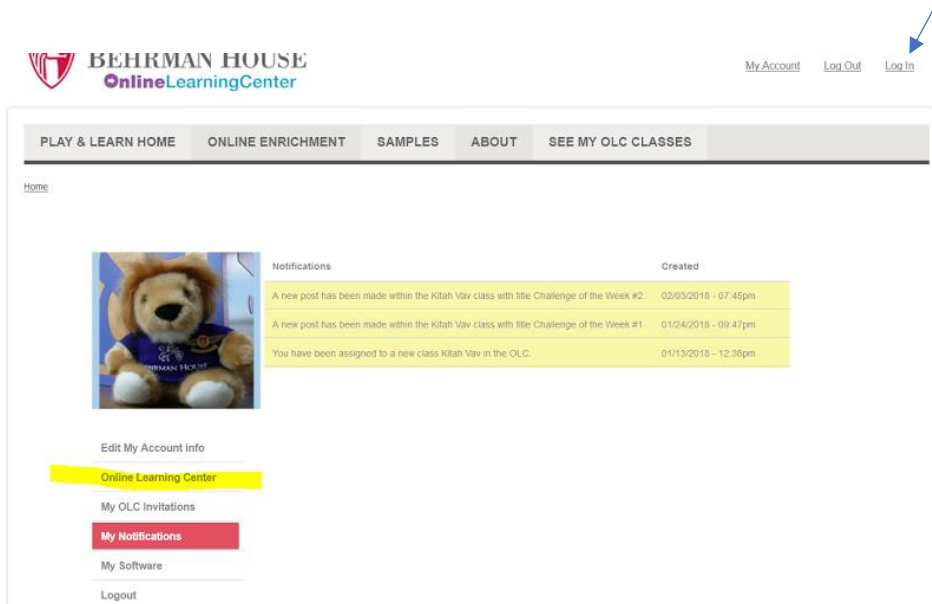 BEHRMAN HOUSE
OnlineLearningCenter
My Account Log Out Log In
PLAY & LEARN HOME ONLINE ENRICHMENT SAMPLES ABOUT SEE MY OLC CLASSES
Home
Notifications Created
A new post has been made within the Kitah Vav class with title Challenge of the Week #2. 02/03/2018 - 07:45pm
A new post has been made within the Kitah Vav class with title Challenge of the Week #1. 01/24/2018 - 09:47pm
You have been assigned to a new class Kitah Vav in the OLC. 01/13/2018 - 12:38pm
BEHRMAN HOUSE
Edit My Account info
Online Learning Center
My OLC Invitations
My Notifications
My Software
Logout